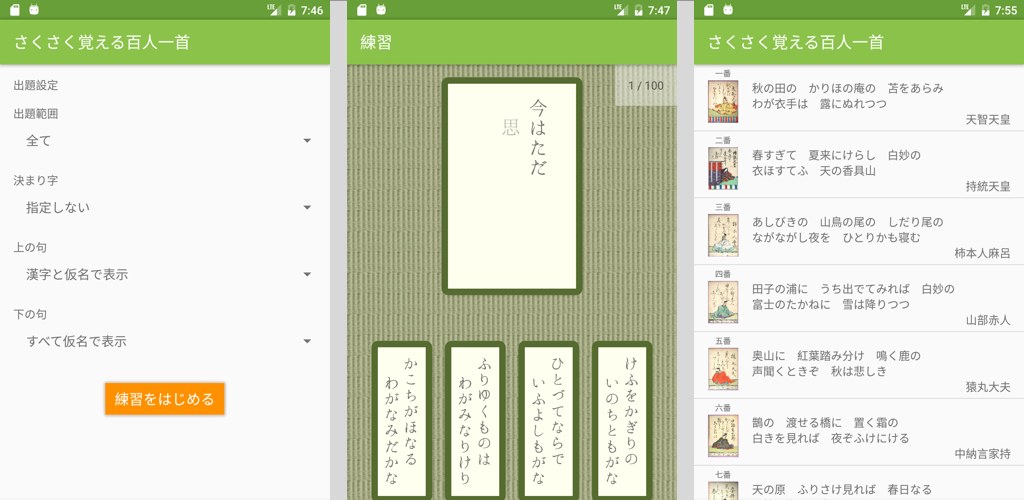 7:46
さくさく覚える百人一首
出題設定
出題範囲
全て
決まり字
指定しない
上の句
漢字と仮名で表示
下の句
すべて仮名で表示
練習をはじめる
7:47
練習
1 / 100
今はただ
思
けふをかぎりの
いのちともがな
ひとづてならで
いふよしもがな
ふりゆくものは
わがみなりけり
かこちがほなる
わがなみだかな
7:55
さくさく覚える百人一首
一番
秋の田の　かりほの庵の　苫をあらみ
わが衣手は　露にぬれつつ
天智天皇
二番
春すぎて　夏来にけらし　白妙の
衣ほすてふ　天の香具山
持統天皇
三番
あしびきの　山鳥の尾の　しだり尾の
ながながし夜を　ひとりかも寝む
柿本人麻呂
四番
田子の浦に　うち出でてみれば　白妙の
富士のたかねに　雪は降りつつ
山部赤人
五番
奥山に　紅葉踏み分け　鳴く鹿の
声聞くときぞ　秋は悲しき
猿丸大夫
六番
鵲の　渡せる橋に　置く霜の
白きを見れば　夜ぞふけにける
中納言家持
七番
天の原　ふりさけ見れば　春日なる